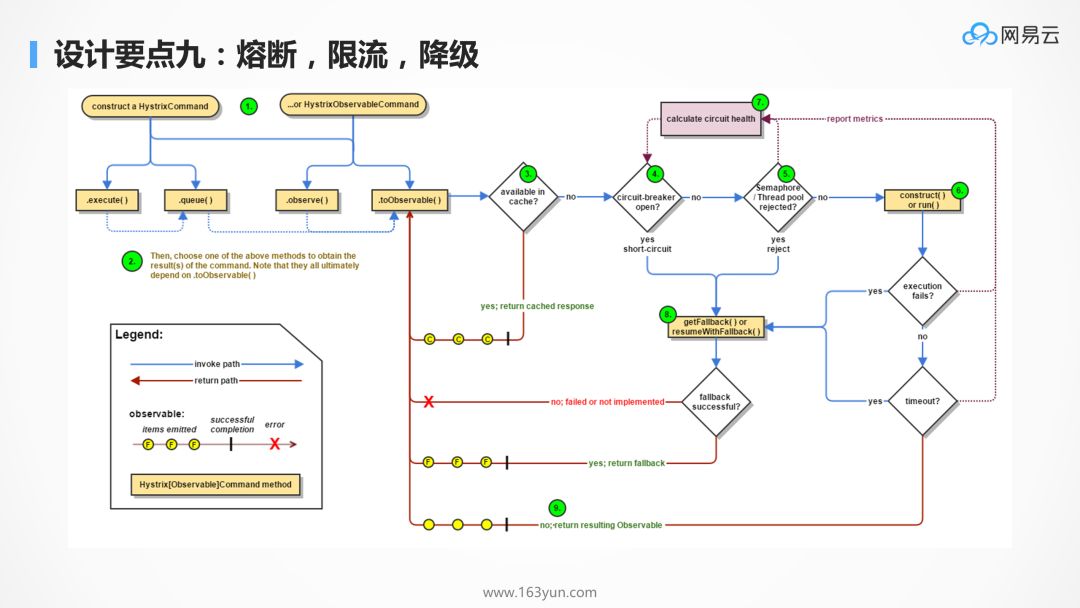 网易云
设计要点九：熔断，限流，降级
construct a HystrixCommand
1.
...or HystrixObservableCommand
7.
calculate circuit health
report metrics
3.
available in
cache?
no
4.
circuit-breaker
open?
no
5.
Semaphore
/ Thread pool
rejected?
no
6.
construct( )
or run( )
.execute( )
.queue( )
.observe( )
.toObservable( )
yes
short-circuit
yes
reject
2.
Then, choose one of the above methods to obtain the
result(s) of the command. Note that they all ultimately
depend on .toObservable( )
yes
execution
fails?
yes; return cached response
8.
getFallback( ) or
resumeWithFallback( )
no
Legend:
C
C
C
invoke path
return path
X
no; failed or not implemented
fallback
successful?
yes
timeout?
observable:
items emitted
successful
completion
error
F
F
F
X
F
F
F
yes; return fallback
Hystrix[Observable]Command method
9.
no; return resulting Observable
www.163yun.com